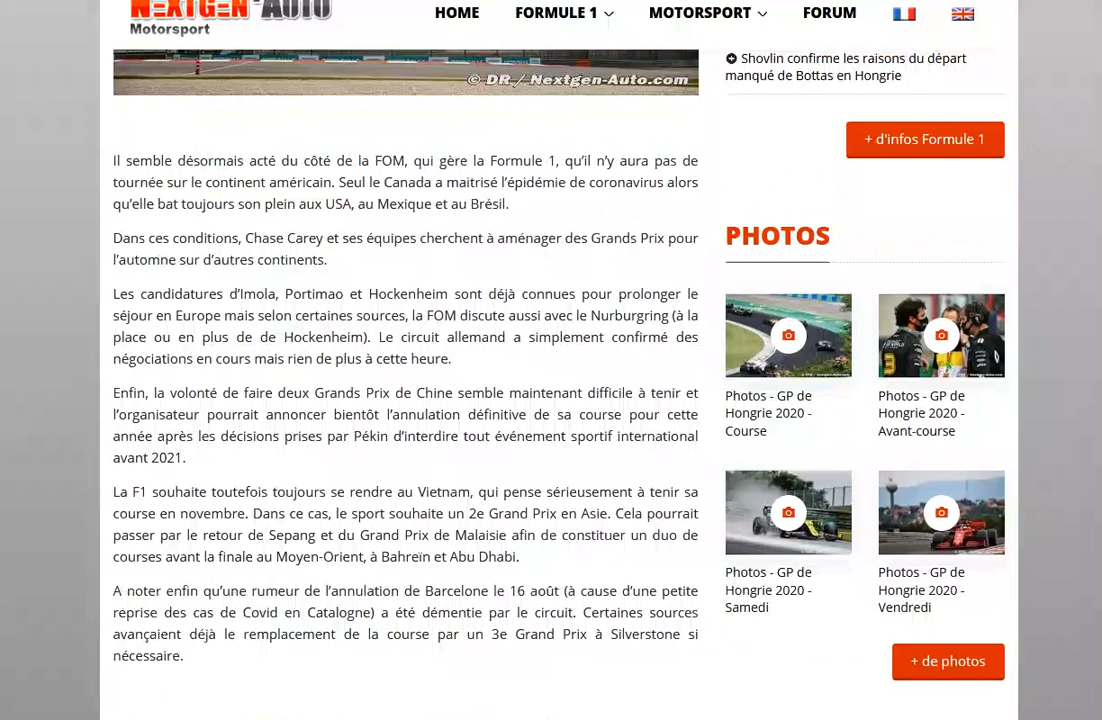 NEXTGEN-AUTO
Motorsport
HOME
FORMULE 1
MOTORSPORT
FORUM
© DR / Nextgen-Auto.com
Il semble désormais acté du côté de la FOM, qui gère la Formule 1, qu’il n’y aura pas de
tournée sur le continent américain. Seul le Canada a maitrisé l’épidémie de coronavirus alors
qu’elle bat toujours son plein aux USA, au Mexique et au Brésil.
Dans ces conditions, Chase Carey et ses équipes cherchent à aménager des Grands Prix pour
l’automne sur d’autres continents.
Les candidatures d’Imola, Portimao et Hockenheim sont déjà connues pour prolonger le
séjour en Europe mais selon certaines sources, la FOM discute aussi avec le Nurburgring (à la
place ou en plus de de Hockenheim). Le circuit allemand a simplement confirmé des
négociations en cours mais rien de plus à cette heure.
Enfin, la volonté de faire deux Grands Prix de Chine semble maintenant difficile à tenir et
l’organisateur pourrait annoncer bientôt l’annulation définitive de sa course pour cette
année après les décisions prises par Pékin d’interdire tout événement sportif international
avant 2021.
La F1 souhaite toutefois toujours se rendre au Vietnam, qui pense sérieusement à tenir sa
course en novembre. Dans ce cas, le sport souhaite un 2e Grand Prix en Asie. Cela pourrait
passer par le retour de Sepang et du Grand Prix de Malaisie afin de constituer un duo de
courses avant la finale au Moyen-Orient, à Bahreïn et Abu Dhabi.
A noter enfin qu’une rumeur de l’annulation de Barcelone le 16 août (à cause d’une petite
reprise des cas de Covid en Catalogne) a été démentie par le circuit. Certaines sources
avançaient déjà le remplacement de la course par un 3e Grand Prix à Silverstone si
nécessaire.
Shovlin confirme les raisons du départ
manqué de Bottas en Hongrie
+ d'infos Formule 1
PHOTOS
Photos - GP de
Hongrie 2020 -
Course
Photos - GP de
Hongrie 2020 -
Avant-course
Photos - GP de
Hongrie 2020 -
Samedi
Photos - GP de
Hongrie 2020 -
Vendredi
+ de photos